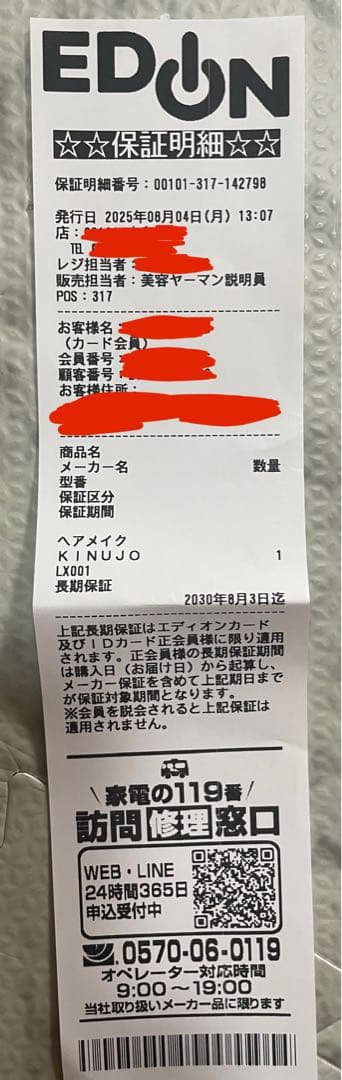 EDION
☆☆保証明細☆☆
保証明細番号：00101-317-142798
発行日 2025年08月04日(月) 13:07
店：
TEL
レジ担当者：
販売担当者：美容ヤーマン説明員
POS：317
お客様名：
（カード会員）
会員番号：
顧客番号：
お客様住所：
商品名
メーカー名 数量
型番
保証区分
保証期間
ヘアメイク
KINUJO 1
LX001
長期保証
2030年8月3日迄
上記長期保証はエディオンカード
及びIDカード正会員様に限り適用
されます。正会員様の長期保証期間
は購入日（お届け日）から起算し、
メーカー保証を含めて上記期日まで
が保証対象期間となります。
※会員を脱会されると上記保証は
適用されません。
家電の119番
訪問修理窓口
WEB・LINE
24時間365日
申込受付中
0570-06-0119
オペレーター対応時間
9:00～19:00
当社取り扱いメーカー品に限ります